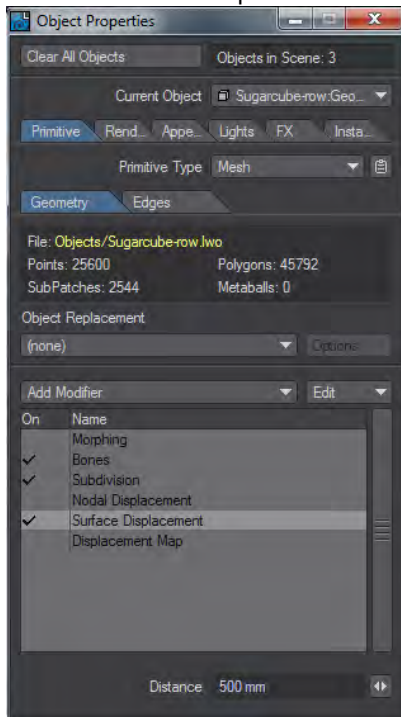 Object Properties
Clear All Objects Objects in Scene: 3
Current Object Sugarcube-row:Geo...
Primitive Rend... Appe... Lights FX Insta...
Primitive Type Mesh
Geometry Edges
File: Objects/Sugarcube-row.lwo
Points: 25600 Polygons: 45792
SubPatches: 2544 Metaballs: 0
Object Replacement
(none) Options
Add Modifier Edit
On Name
Morphing
Bones
Subdivision
Nodal Displacement
Surface Displacement
Displacement Map
Distance 500 mm